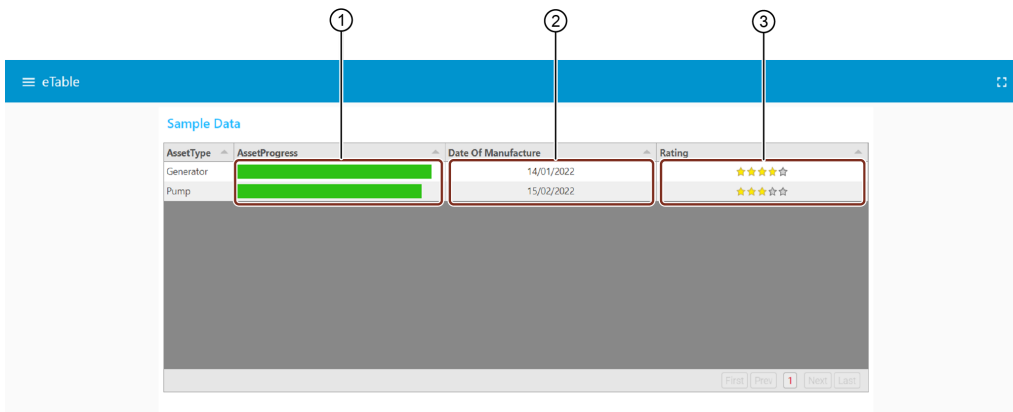 1 2 3
eTable
Sample Data
AssetType AssetProgress Date Of Manufacture Rating
Generator 14/01/2022
Pump 15/02/2022
First Prev 1 Next Last